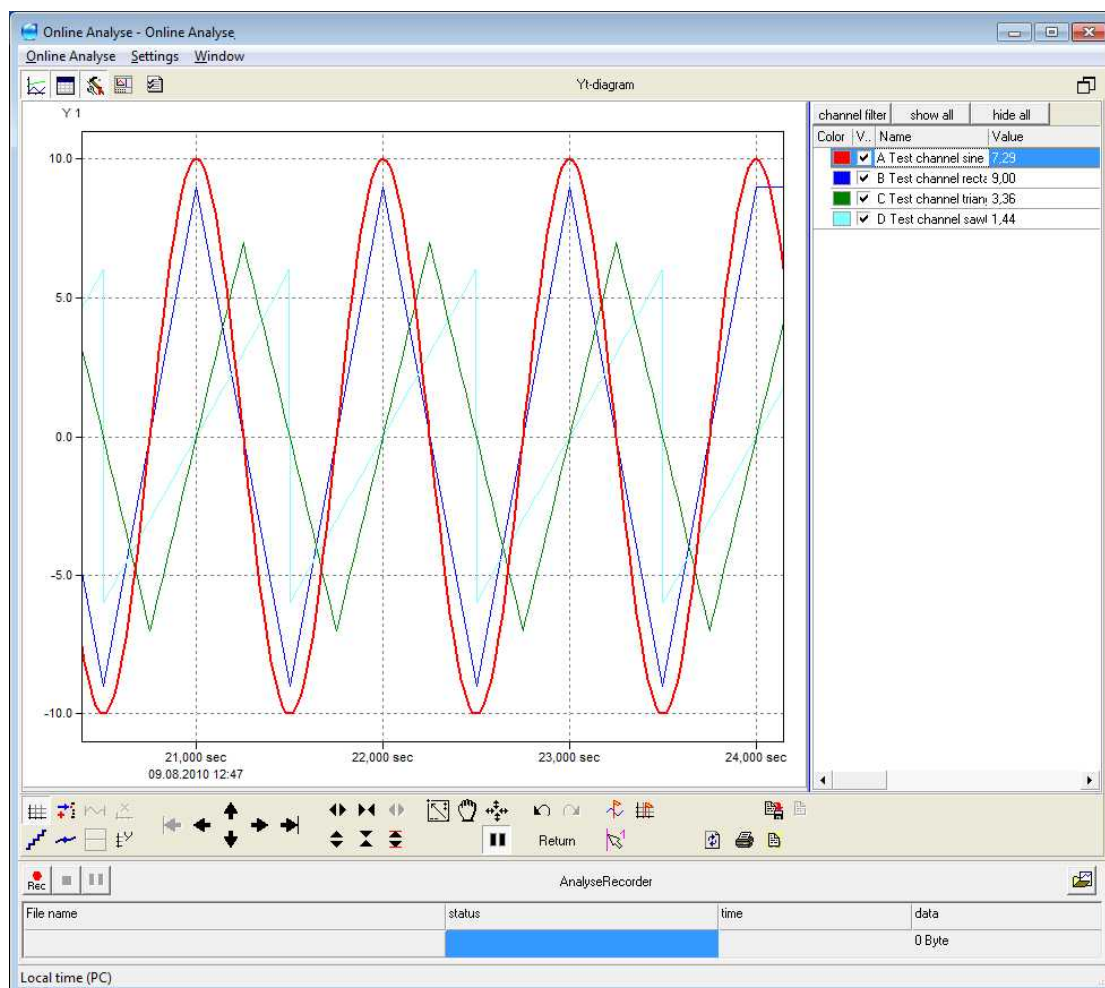 Online Analyse - Online Analyse
Online Analyse Settings Window
Yt-diagram
Y 1
10.0
5.0
0.0
-5.0
-10.0
21,000 sec 22,000 sec 23,000 sec 24,000 sec
09.08.2010 12:47
channel filter show all hide all
Color V.. Name Value
A Test channel sine 7,29
B Test channel recta 9,00
C Test channel triang 3,36
D Test channel sawt 1,44
Return
Rec
AnalyseRecorder
File name status time data
0 Byte
Local time (PC)